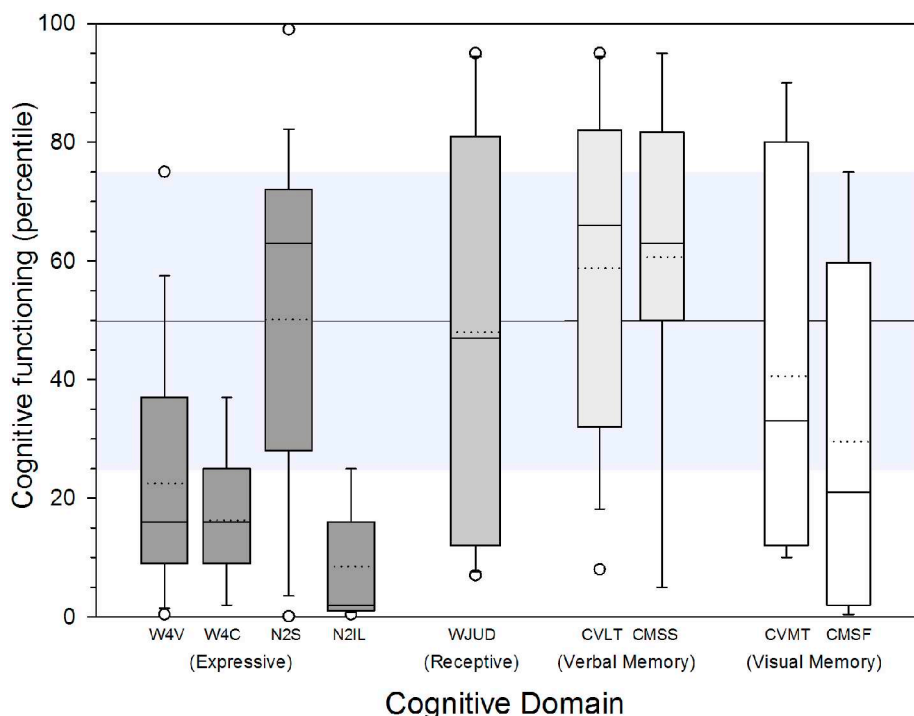 Cognitive functioning (percentile)
100
80
60
40
20
0
W4V W4C N2S N2IL WJUD CVLT CMSS CVMT CMSF
(Expressive) (Receptive) (Verbal Memory) (Visual Memory)
Cognitive Domain